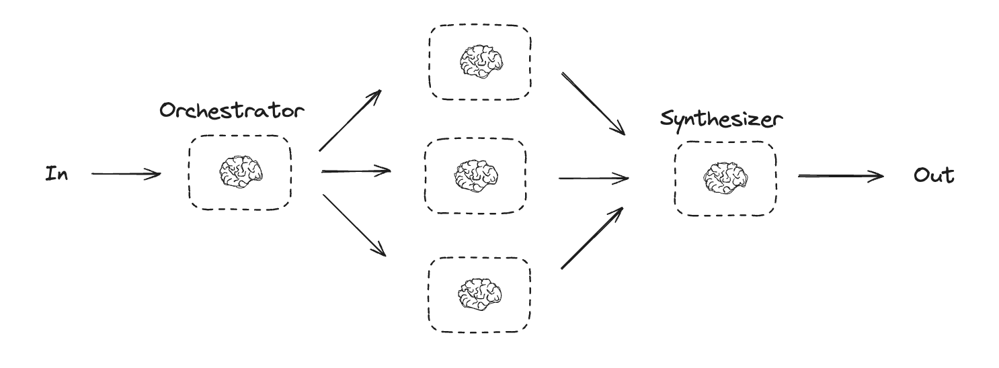 Orchestrator
Synthesizer
In
Out